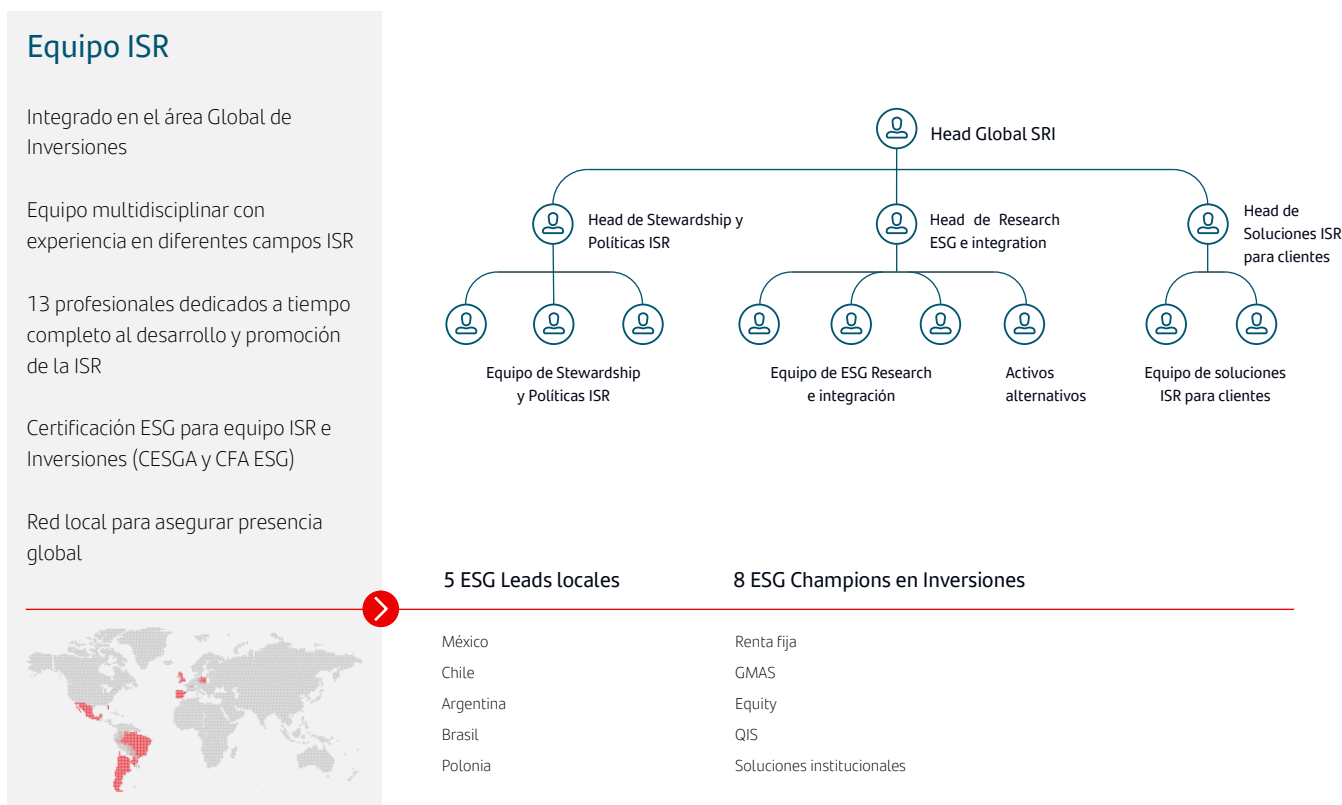 Equipo ISR
Integrado en el área Global de
Inversiones
Equipo multidisciplinar con
experiencia en diferentes campos ISR
13 profesionales dedicados a tiempo
completo al desarrollo y promoción
de la ISR
Certificación ESG para equipo ISR e
Inversiones (CESGA y CFA ESG)
Red local para asegurar presencia
global
Head Global SRI
Head de Stewardship y
Políticas ISR
Head de Research
ESG e integration
Head de
Soluciones ISR
para clientes
Equipo de Stewardship
y Políticas ISR
Equipo de ESG Research
e integración
Activos
alternativos
Equipo de soluciones
ISR para clientes
5 ESG Leads locales
México
Chile
Argentina
Brasil
Polonia
8 ESG Champions en Inversiones
Renta fija
GMAS
Equity
QIS
Soluciones institucionales